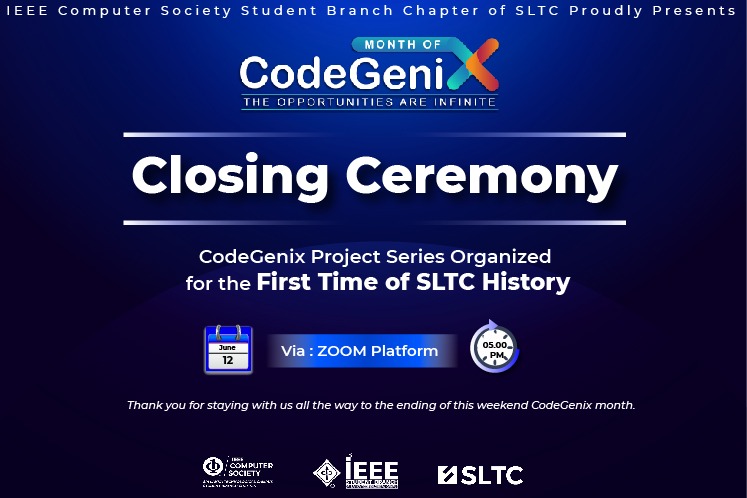 IEEE Computer Society Student Branch Chapter of SLTC Proudly Presents
MONTH OF
CodeGeniX
THE OPPORTUNITIES ARE INFINITE
Closing Ceremony
CodeGenix Project Series Organized
for the First Time of SLTC History
June
12
Via : ZOOM Platform
05.00
PM
Thank you for staying with us all the way to the ending of this weekend CodeGenix month.
IEEE
COMPUTER
SOCIETY
IEEE
STUDENT BRANCH
SLTC